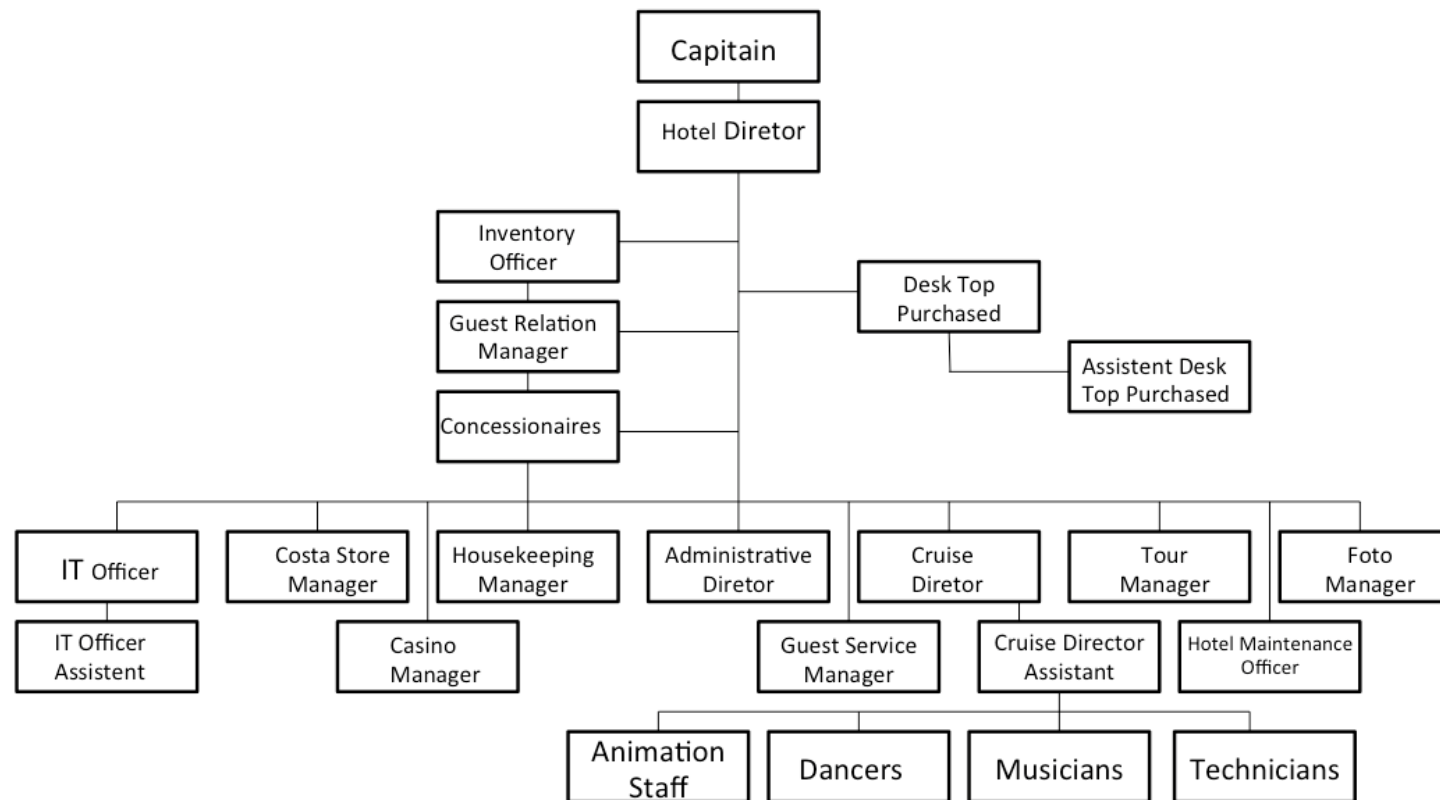 Capitain
Hotel Diretor
Inventory
Officer
Desk Top
Purchased
Guest Relation
Manager
Assistent Desk
Top Purchased
Concessionaires
IT Officer
Costa Store
Manager
Housekeeping
Manager
Administrative
Diretor
Cruise
Diretor
Tour
Manager
Foto
Manager
IT Officer
Assistent
Casino
Manager
Guest Service
Manager
Cruise Director
Assistant
Hotel Maintenance
Officer
Animation
Staff
Dancers
Musicians
Technicians